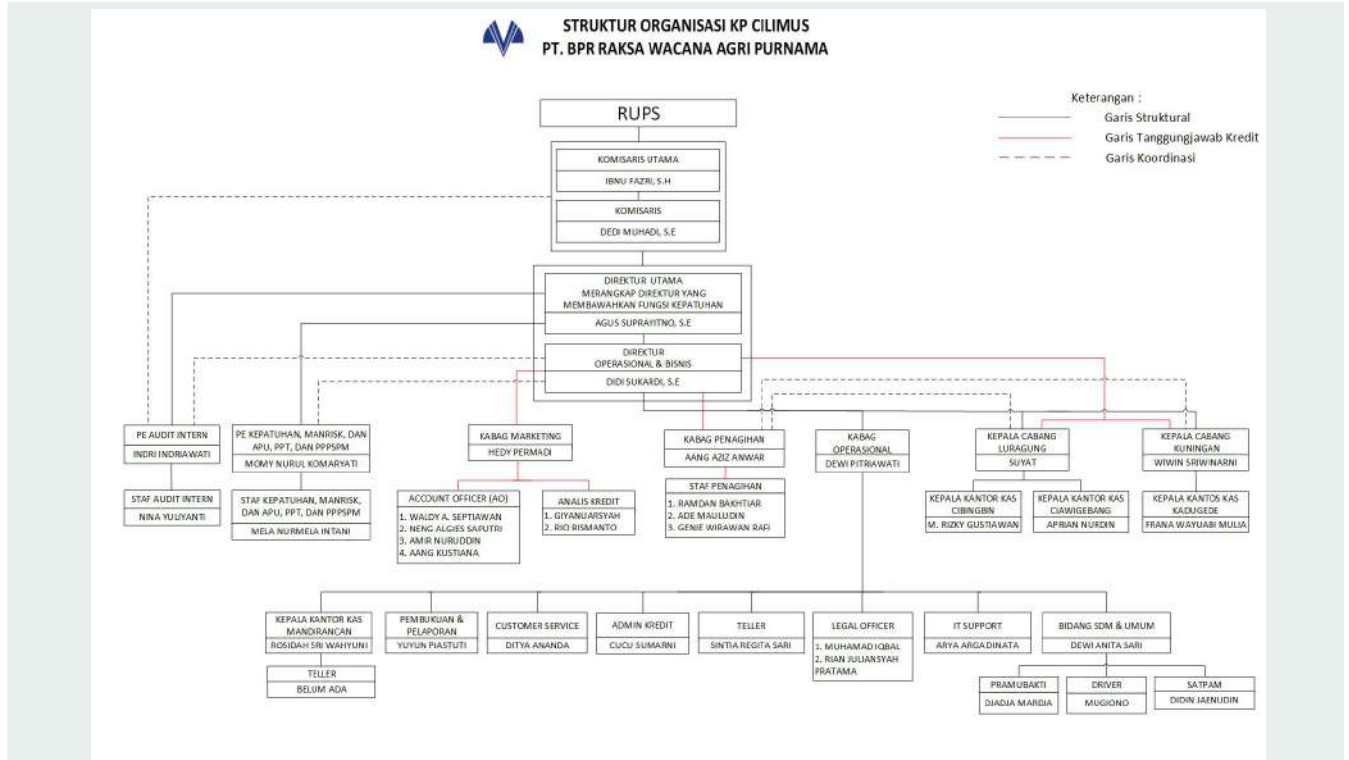 STRUKTUR ORGANISASI KP CILIMUS
PT. BPR RAKSA WACANA AGRI PURNAMA
Keterangan :
Garis Struktural
Garis Tanggungjawab Kredit
Garis Koordinasi
RUPS
KOMISARIS UTAMA
IBNU FAZRI, S.H
KOMISARIS
DEDI MUHADI, S.E
DIREKTUR UTAMA
MERANGKAP DIREKTUR YANG
MEMBAWAHKAN FUNGSI KEPATUHAN
AGUS SUPRAYITNO, S.E
DIREKTUR
OPERASIONAL & BISNIS
DIDI SUKARDI, S.E
PE AUDIT INTERN
INDRI INDRIAWATI
PE KEPATUHAN, MANRISK, DAN
APU, PPT, DAN PPPSPM
MOMY NURUL KOMARYATI
KABAG MARKETING
HEDY PERMADI
KABAG PENAGIHAN
AANG AZIZ ANWAR
KABAG
OPERASIONAL
DEWI PITRIAWATI
KEPALA CABANG
LURAGUNG
SUYAT
KEPALA CABANG
KUNINGAN
WIWIN SRIWINARNI
STAF AUDIT INTERN
NINA YULIYANTI
STAF KEPATUHAN, MANRISK,
DAN APU, PPT, DAN PPPSPM
MELA NURMELA INTANI
ACCOUNT OFFICER (AO)
1. WALDY A. SEPTIAWAN
2. NENG ALGIES SAPUTRI
3. AMIR NURUDDIN
4. AANG KUSTIANA
ANALIS KREDIT
1. GIYANUARSYAH
2. RIO RISMANTO
STAF PENAGIHAN
1. RAMDAN BAKHTIAR
2. ADE MAULUDIN
3. GENIE WIRAWAN RAFI
KEPALA KANTOR KAS
CIBINGBIN
M. RIZKY GUSTIAWAN
KEPALA KANTOR KAS
CIAWIGEBANG
APRIAN NURDIN
KEPALA KANTOS KAS
KADUGEDE
FRANA WAYUABI MULIA
KEPALA KANTOR KAS
MANDIRANCAN
ROSIDAH SRI WAHYUNI
PEMBUKUAN &
PELAPORAN
YUYUN PIASTUTI
CUSTOMER SERVICE
DITYA ANANDA
ADMIN KREDIT
CUCU SUMARNI
TELLER
SINTIA REGITA SARI
LEGAL OFFICER
1. MUHAMAD IQBAL
2. RIAN JULIANSYAH
PRATAMA
IT SUPPORT
ARYA ARGADINATA
BIDANG SDM & UMUM
DEWI ANITA SARI
TELLER
BELUM ADA
PRAMUBAKTI
DJADJA MARDJA
DRIVER
MUGIONO
SATPAM
DIDIN JAENUDIN